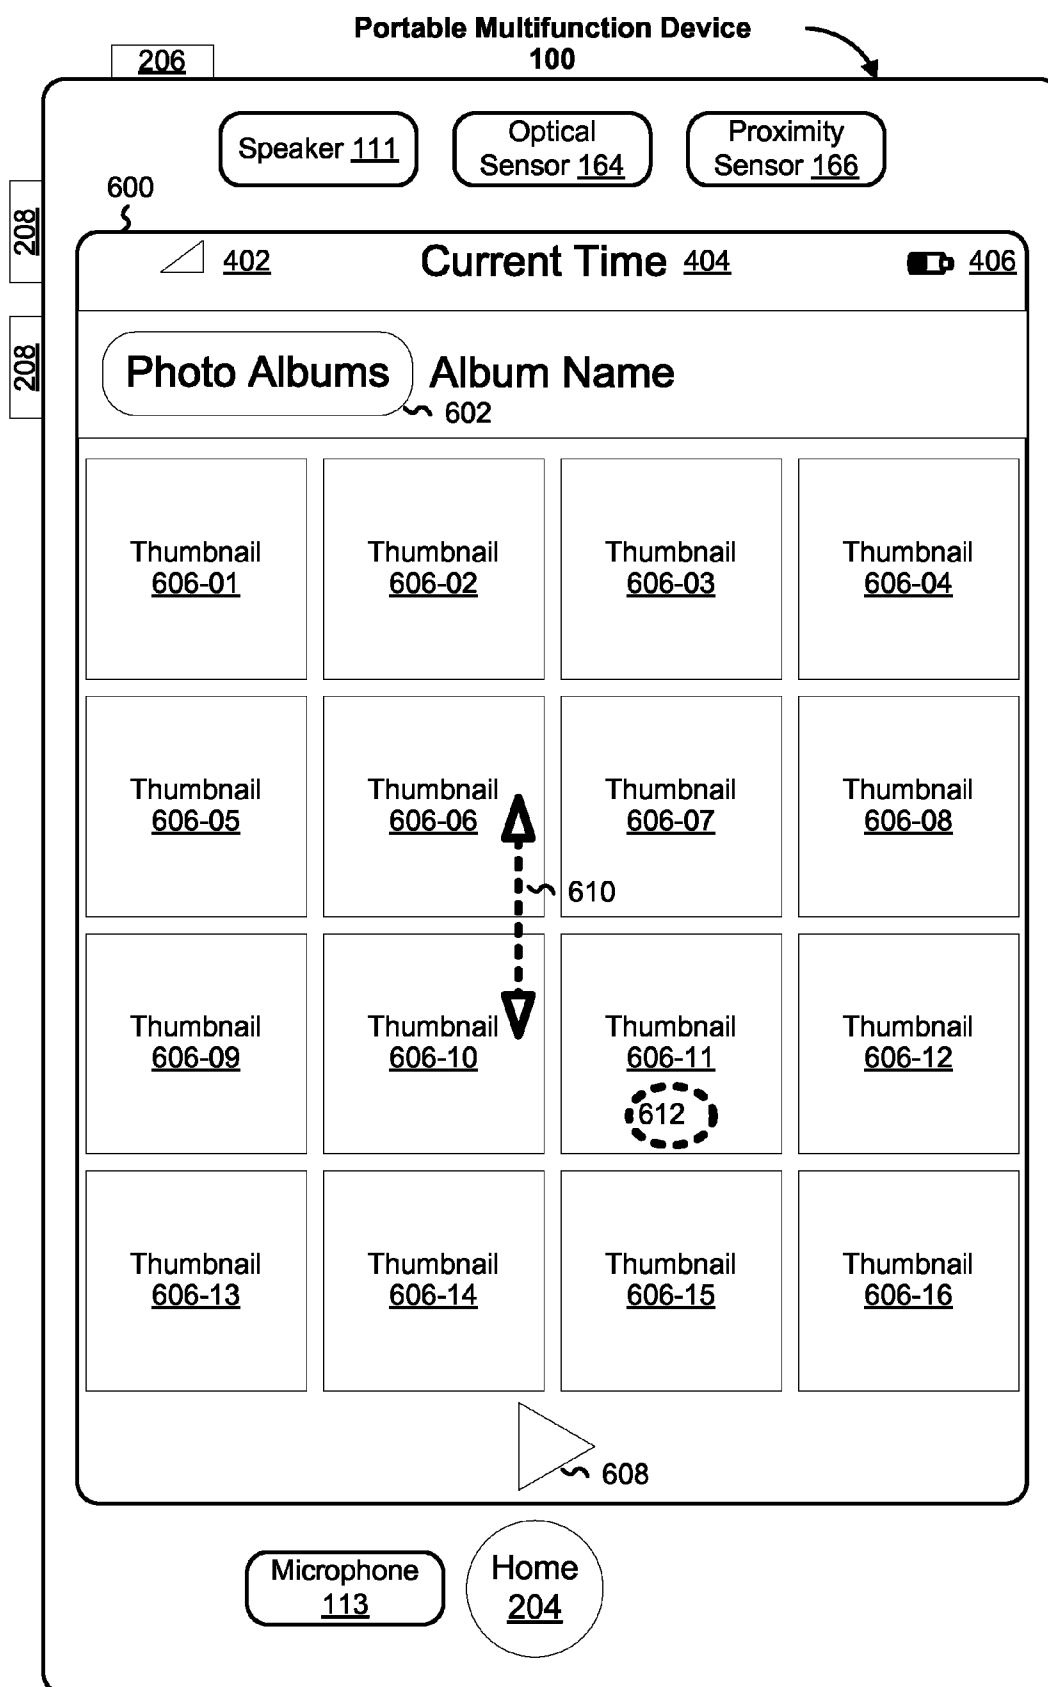 Portable Multifunction Device
100
206
Speaker 111
Optical
Sensor 164
Proximity
Sensor 166
600
208
402
Current Time 404
406
208
Photo Albums
Album Name
602
Thumbnail
606-01
Thumbnail
606-02
Thumbnail
606-03
Thumbnail
606-04
Thumbnail
606-05
Thumbnail
606-06
Thumbnail
606-07
Thumbnail
606-08
610
Thumbnail
606-09
Thumbnail
606-10
Thumbnail
606-11
612
Thumbnail
606-12
Thumbnail
606-13
Thumbnail
606-14
Thumbnail
606-15
Thumbnail
606-16
608
Microphone
113
Home
204